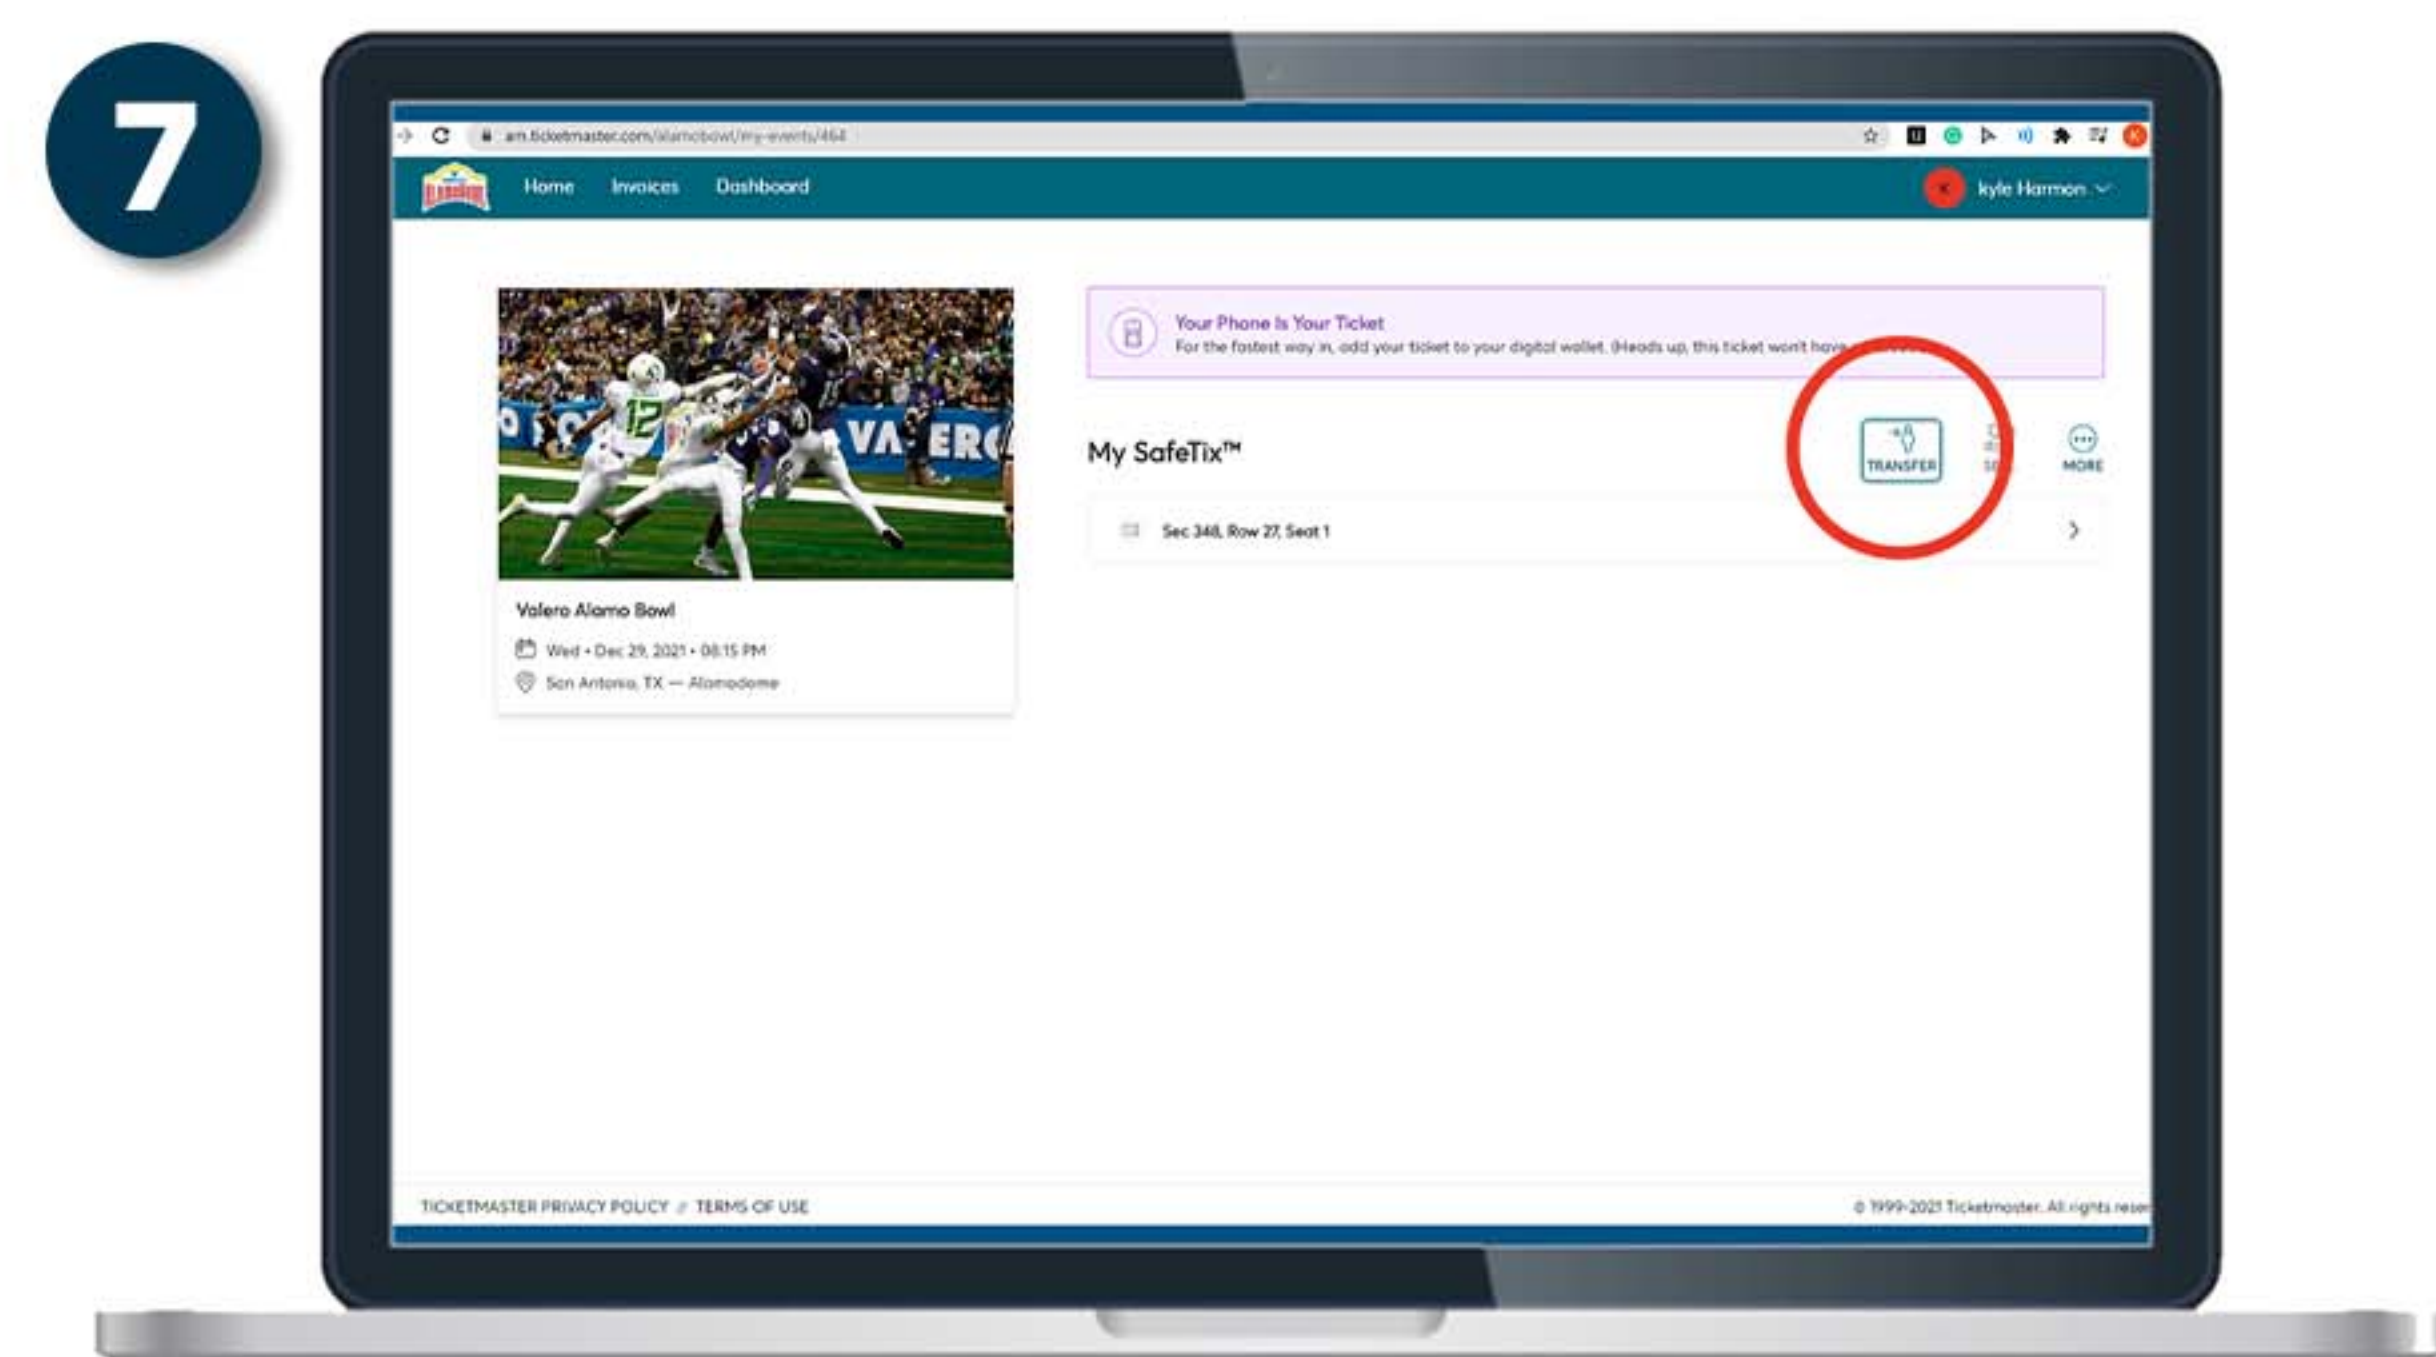 7
am.ticketmaster.com/alamobowl/my-events/464
ALAMOBOWL
Home Invoices Dashboard
K kyle Harmon
12
VALERO
Your Phone Is Your Ticket
For the fastest way in, add your ticket to your digital wallet. (Heads up, this ticket won't have
My SafeTix™
TRANSFER
MORE
Sec 348, Row 27, Seat 1
Valero Alamo Bowl
Wed • Dec 29, 2021 • 08:15 PM
San Antonio, TX — Alamodome
TICKETMASTER PRIVACY POLICY // TERMS OF USE
© 1999-2021 Ticketmaster. All rights reser